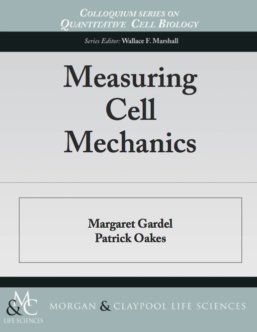 COLLOQUIUM SERIES ON
QUANTITATIVE CELL BIOLOGY
Series Editor: Wallace F. Marshall
Measuring
Cell
Mechanics
Margaret Gardel
Patrick Oakes
M&C
LIFE SCIENCES
MORGAN & CLAYPOOL LIFE SCIENCES